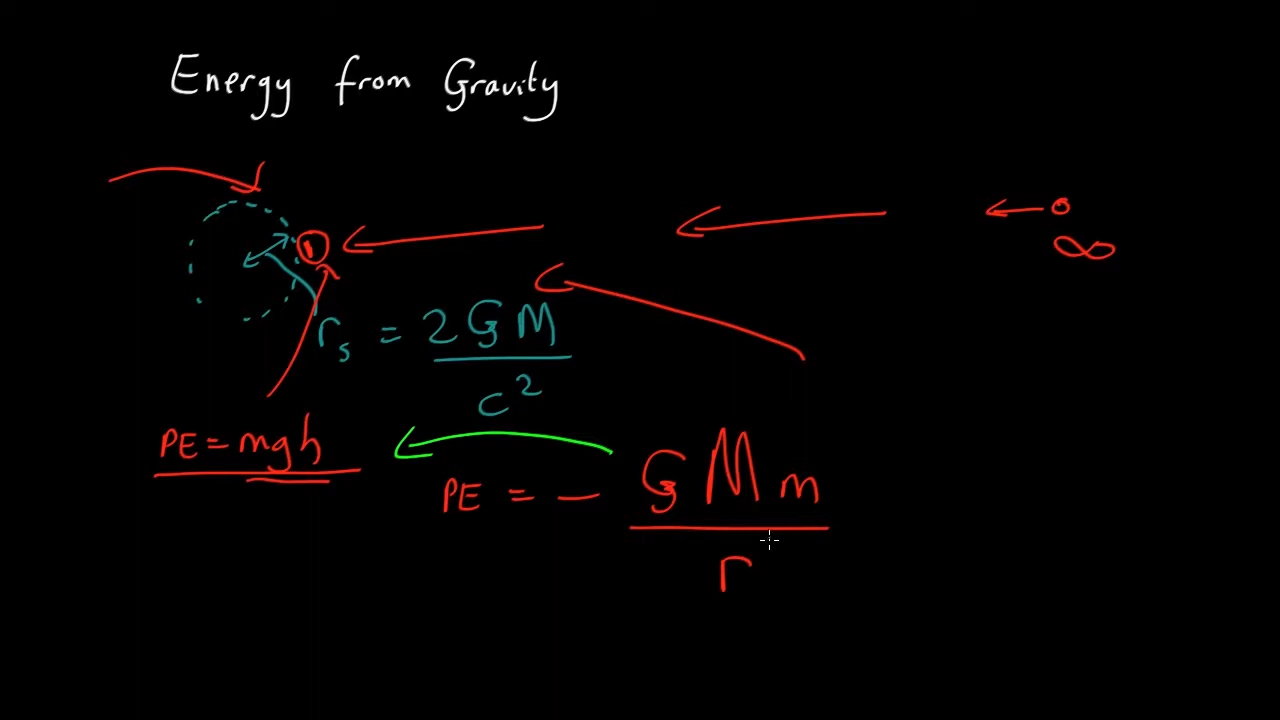 Energy from Gravity
∞
r_s = 2GM / c²
PE = mgh
PE = - GMm / r